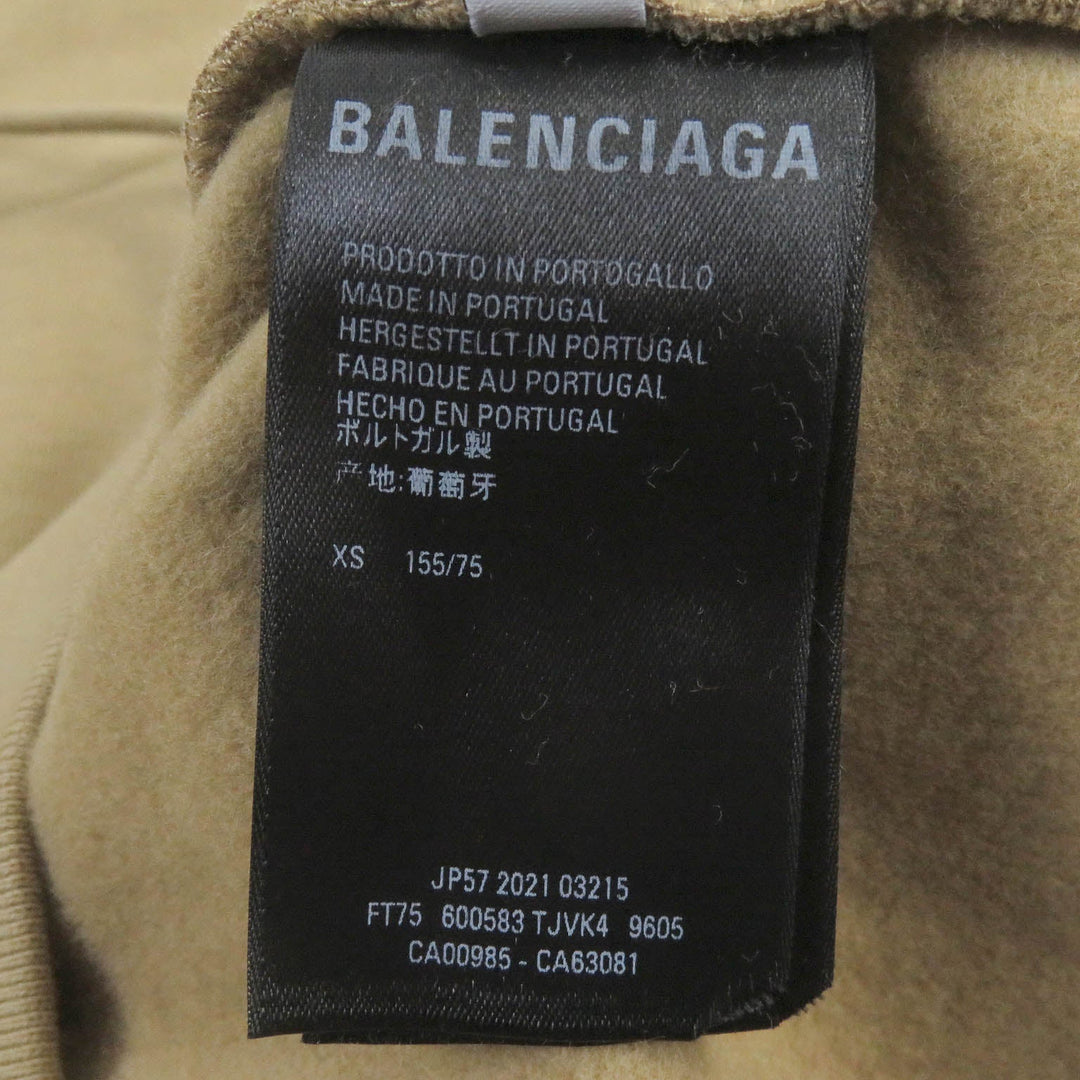 BALENCIAGA
PRODOTTO IN PORTOGALLO
MADE IN PORTUGAL
HERGESTELLT IN PORTUGAL
FABRIQUE AU PORTUGAL
HECHO EN PORTUGAL
ポルトガル製
产地:葡萄牙
XS 155/75
JP57 2021 03215
FT75 600583 TJVK4 9605
CA00985 - CA63081